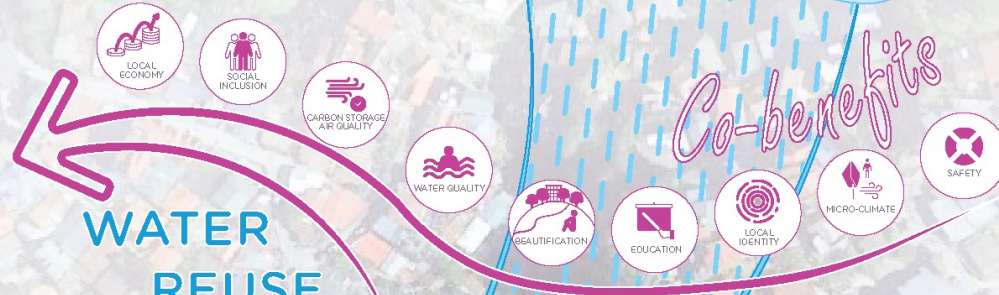 LOCAL
ECONOMY
SOCIAL
INCLUSION
CARBON STORAGE
AIR QUALITY
WATER QUALITY
BEAUTIFICATION
EDUCATION
LOCAL
IDENTITY
MICRO-CLIMATE
SAFETY
Co-benefits
WATER
REUSE